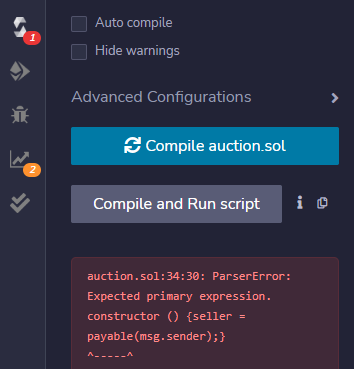 Auto compile
1
Hide warnings
Advanced Configurations
Compile auction.sol
2
Compile and Run script
auction.sol:34:30: ParserError:
Expected primary expression.
constructor () {seller =
payable(msg.sender);}
^-----^